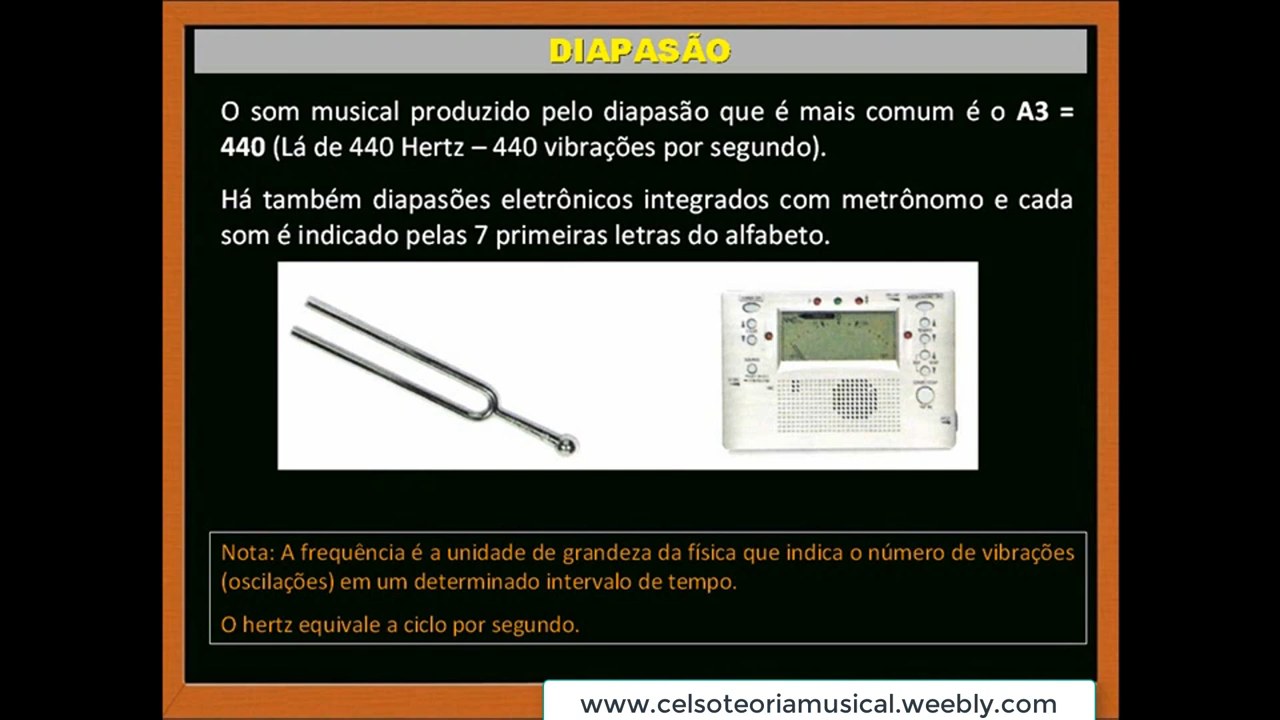 DIAPASÃO
O som musical produzido pelo diapasão que é mais comum é o A3 =
440 (Lá de 440 Hertz – 440 vibrações por segundo).
Há também diapasões eletrônicos integrados com metrônomo e cada
som é indicado pelas 7 primeiras letras do alfabeto.
Nota: A frequência é a unidade de grandeza da física que indica o número de vibrações
(oscilações) em um determinado intervalo de tempo.
O hertz equivale a ciclo por segundo.
www.celsoteoriamusical.weebly.com